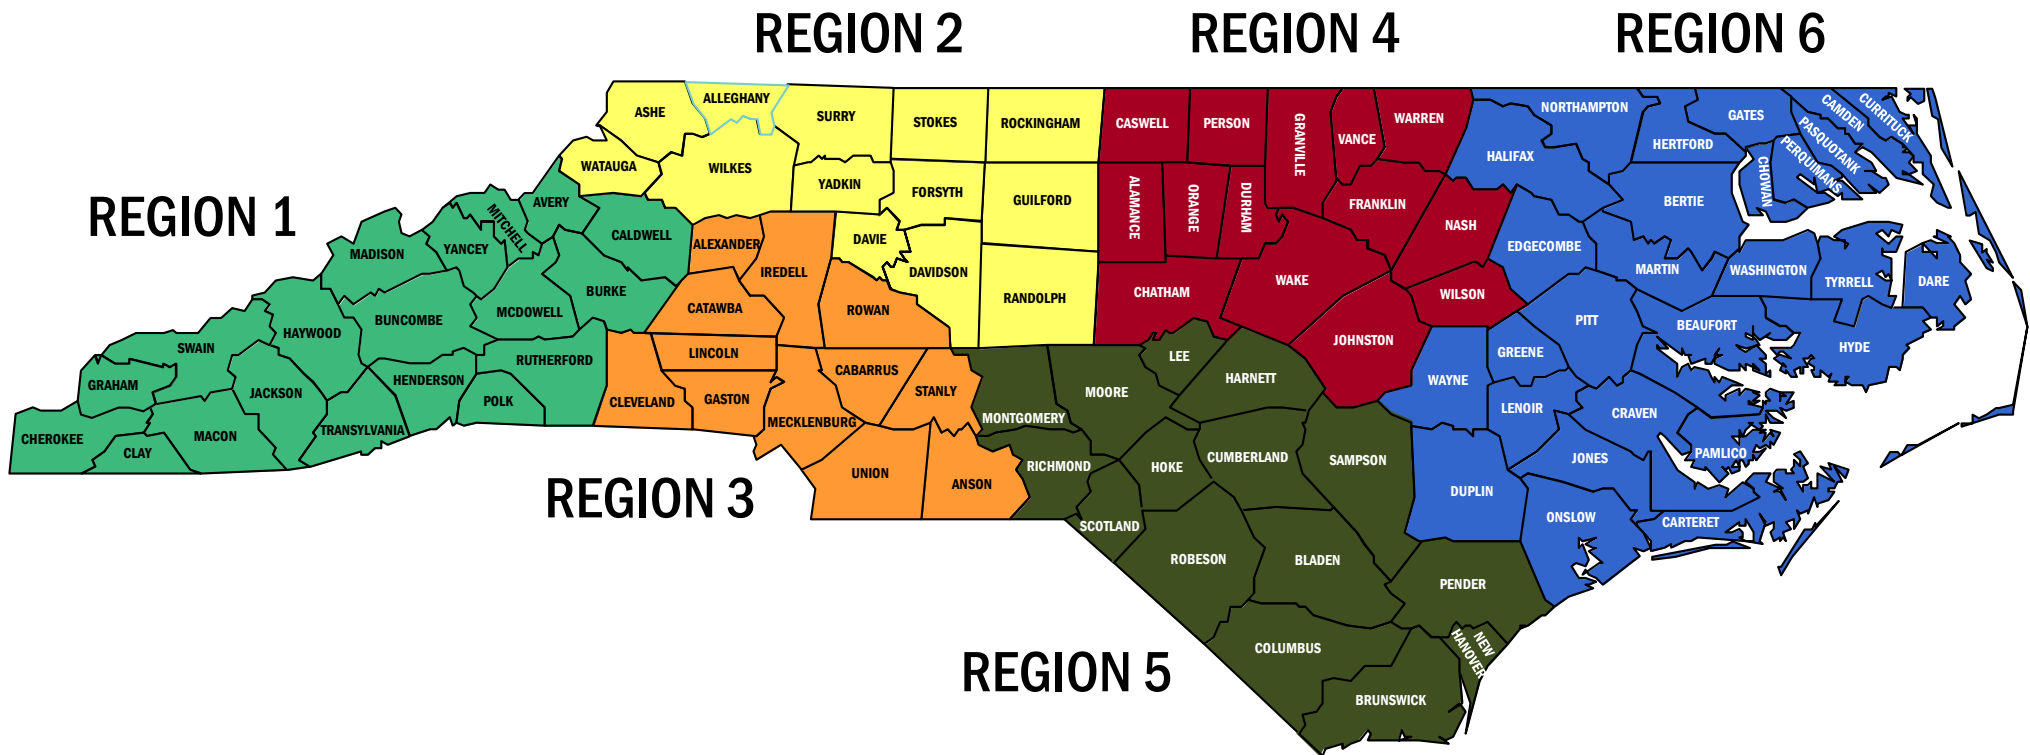 REGION 2
REGION 4
REGION 6
REGION 1
REGION 3
REGION 5
ASHE
ALLEGHANY
SURRY
STOKES
ROCKINGHAM
WATAUGA
WILKES
YADKIN
FORSYTH
GUILFORD
DAVIE
DAVIDSON
RANDOLPH
CASWELL
PERSON
GRANVILLE
VANCE
WARREN
ALAMANCE
ORANGE
DURHAM
FRANKLIN
NASH
CHATHAM
WAKE
WILSON
JOHNSTON
NORTHAMPTON
GATES
CAMDEN
CURRITUCK
HALIFAX
HERTFORD
PASQUOTANK
PERQUIMANS
CHOWAN
BERTIE
EDGECOMBE
MARTIN
WASHINGTON
TYRRELL
DARE
PITT
BEAUFORT
HYDE
GREENE
WAYNE
LENOIR
CRAVEN
PAMLICO
JONES
DUPLIN
ONSLOW
CARTERET
AVERY
MITCHELL
CALDWELL
MADISON
YANCEY
BURKE
MCDOWELL
BUNCOMBE
HAYWOOD
SWAIN
RUTHERFORD
GRAHAM
JACKSON
HENDERSON
POLK
CHEROKEE
MACON
TRANSYLVANIA
CLAY
ALEXANDER
IREDELL
CATAWBA
ROWAN
LINCOLN
CABARRUS
STANLY
CLEVELAND
GASTON
MECKLENBURG
UNION
ANSON
LEE
MOORE
HARNETT
MONTGOMERY
RICHMOND
HOKE
CUMBERLAND
SAMPSON
SCOTLAND
ROBESON
BLADEN
PENDER
COLUMBUS
NEW
HANOVER
BRUNSWICK